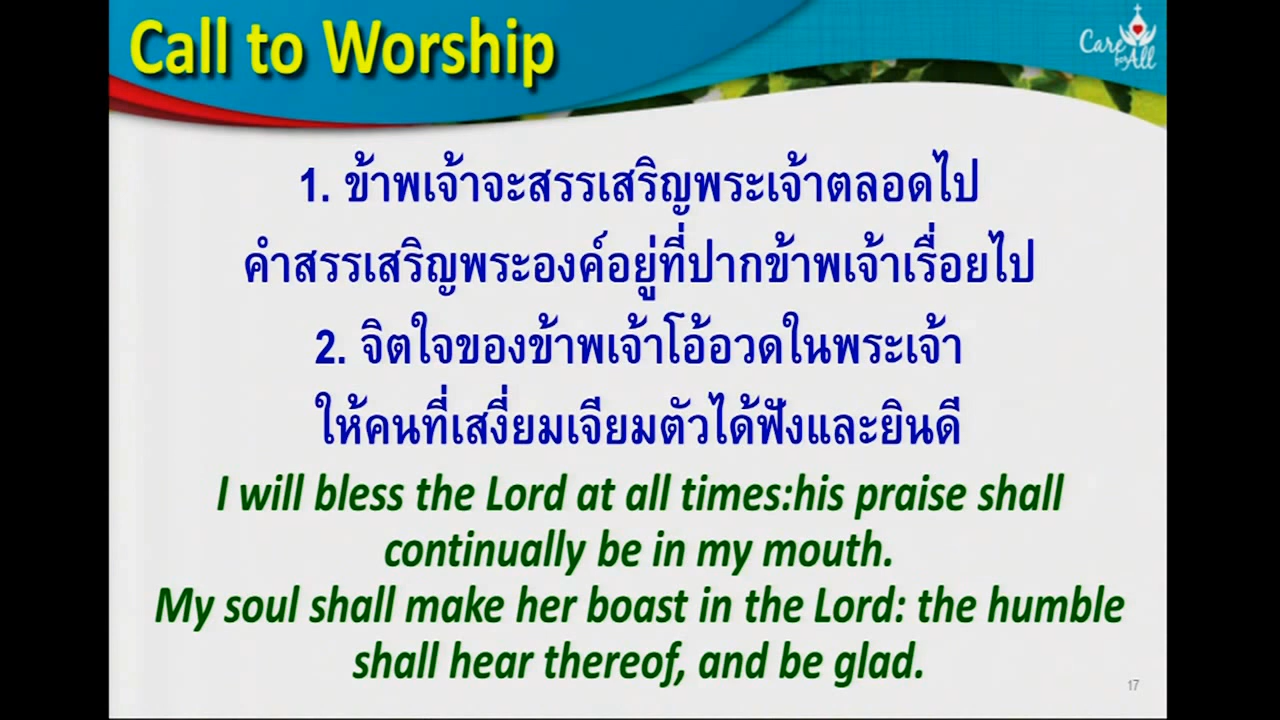 Call to Worship
Care
for All
1. ข้าพเจ้าจะสรรเสริญพระเจ้าตลอดไป
คำสรรเสริญพระองค์อยู่ที่ปากข้าพเจ้าเรื่อยไป
2. จิตใจของข้าพเจ้าโอ้อวดในพระเจ้า
ให้คนที่เสงี่ยมเจียมตัวได้ฟังและยินดี
I will bless the Lord at all times:his praise shall
continually be in my mouth.
My soul shall make her boast in the Lord: the humble
shall hear thereof, and be glad.
17